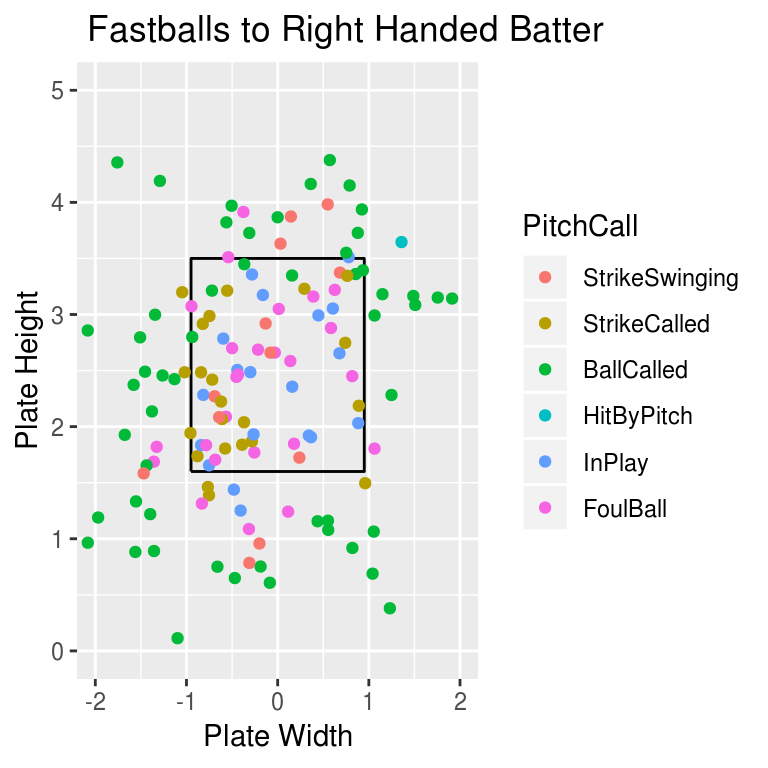 Fastballs to Right Handed Batter
5
4
3
2
1
0
-2 -1 0 1 2
Plate Height
Plate Width
PitchCall
StrikeSwinging
StrikeCalled
BallCalled
HitByPitch
InPlay
FoulBall